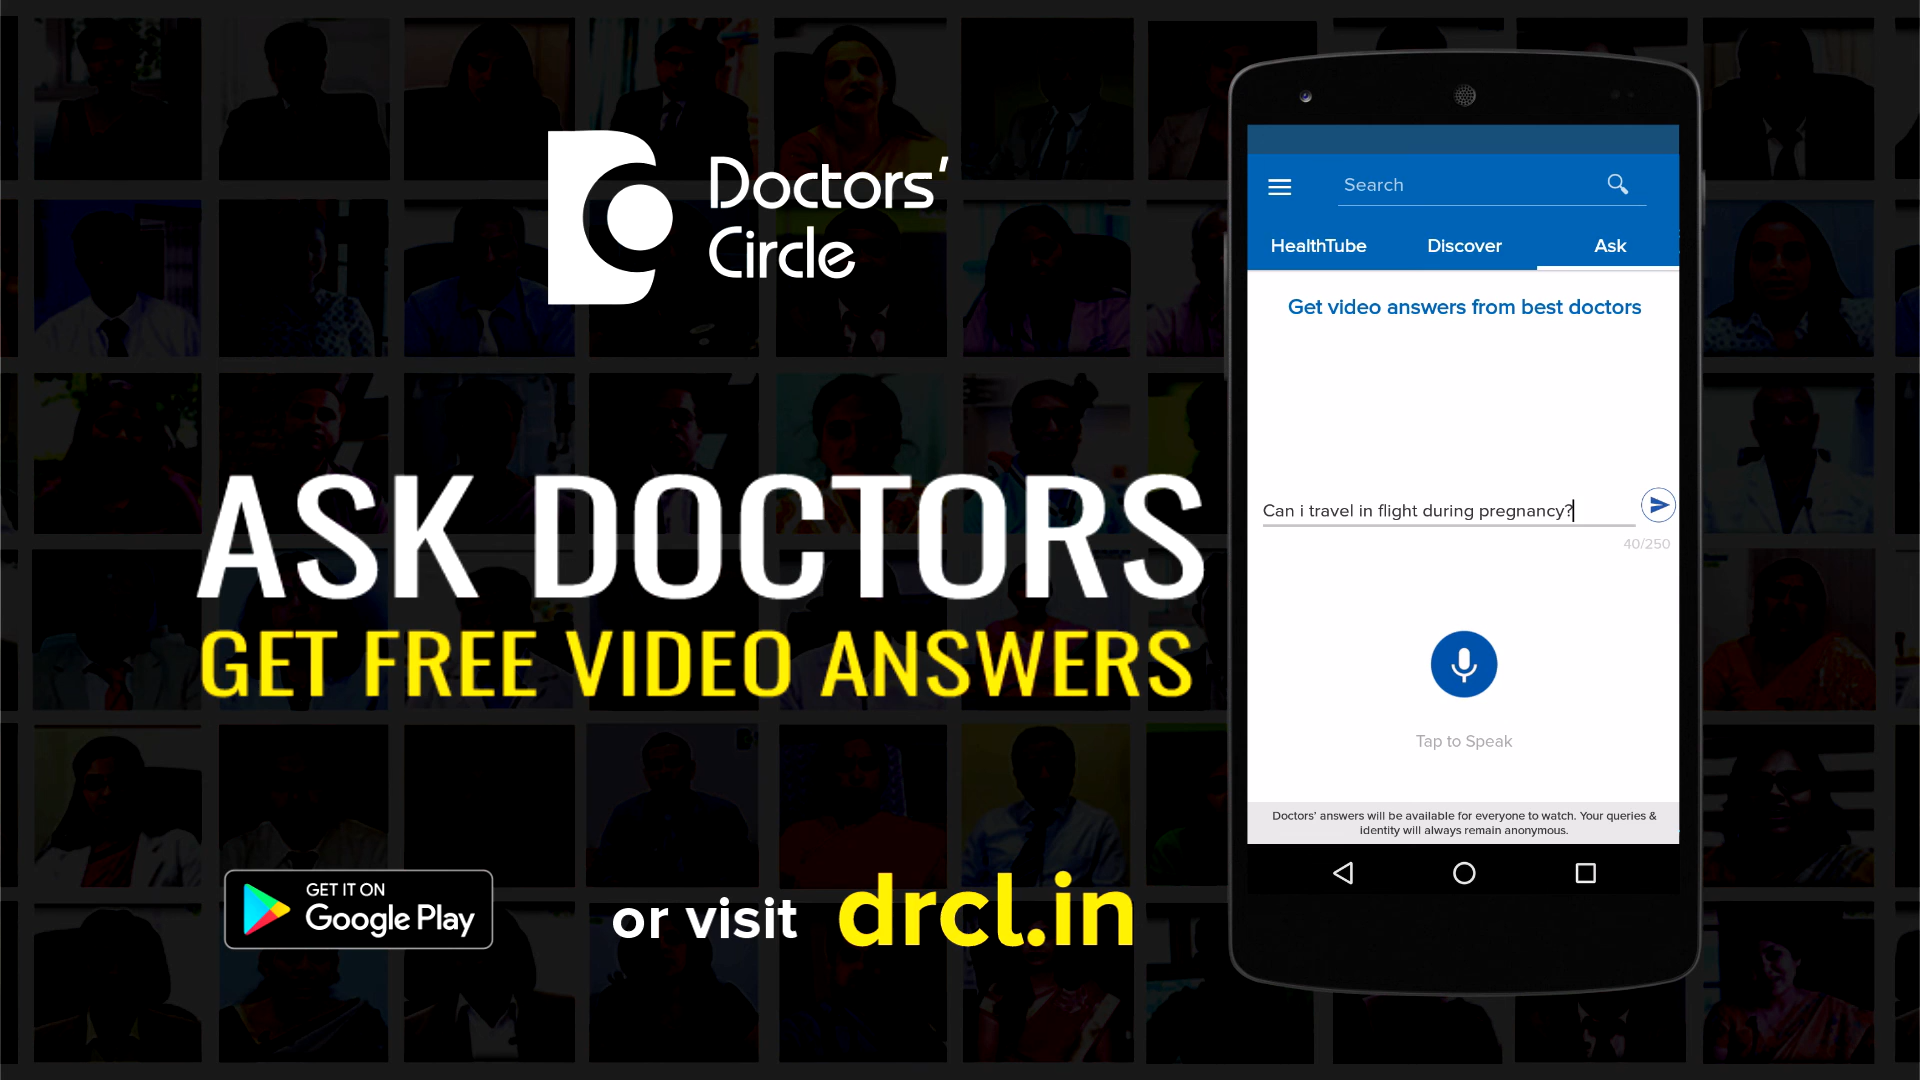 Doctors'
Circle
ASK DOCTORS
GET FREE VIDEO ANSWERS
GET IT ON
Google Play
or visit drcl.in
Search
HealthTube Discover Ask
Get video answers from best doctors
Can i travel in flight during pregnancy?
40/250
Tap to Speak
Doctors' answers will be available for everyone to watch. Your queries &
identity will always remain anonymous.